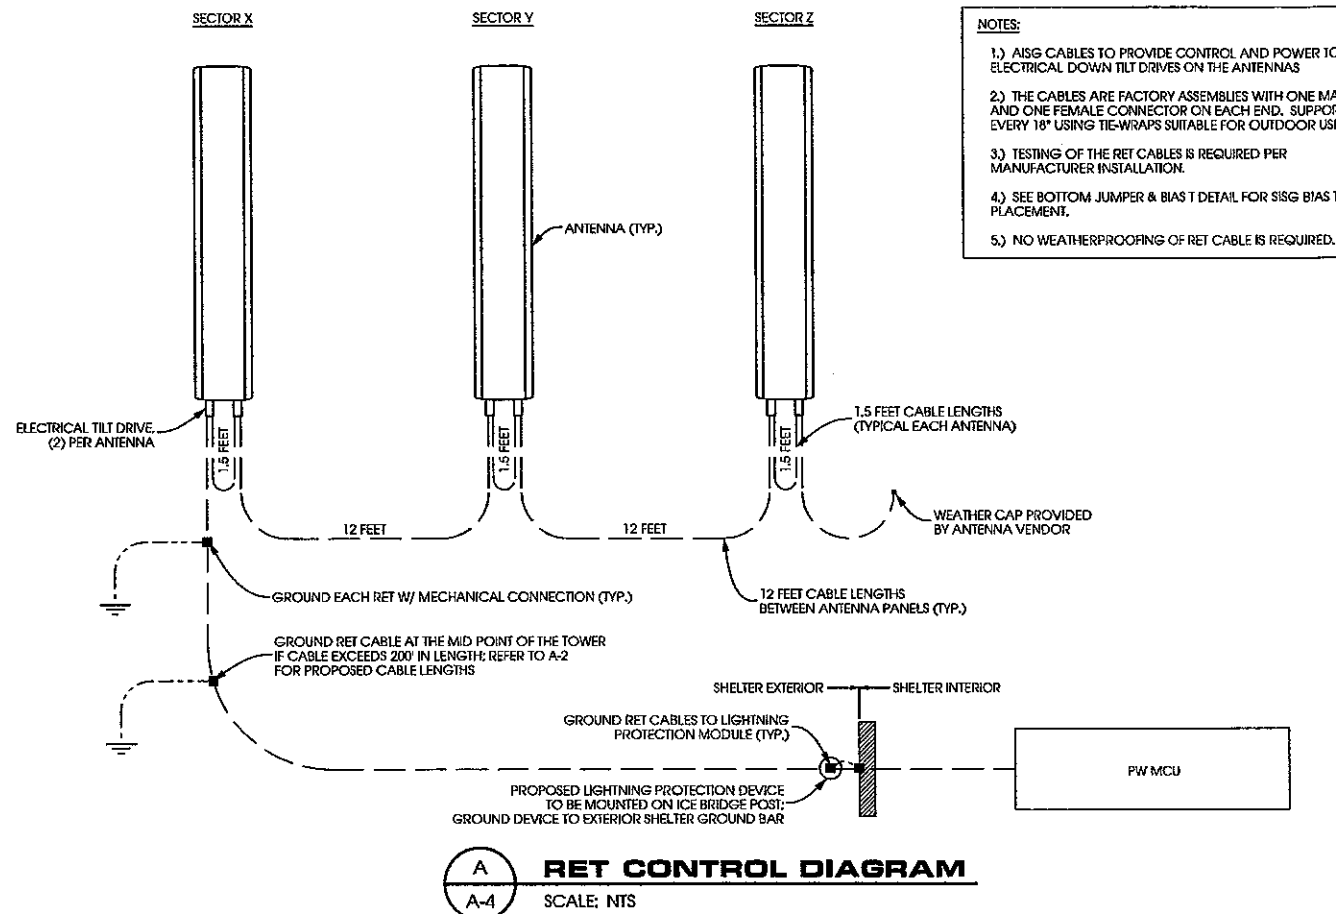 SECTOR X
SECTOR Y
SECTOR Z
NOTES:
1.) AISG CABLES TO PROVIDE CONTROL AND POWER TO
ELECTRICAL DOWN TILT DRIVES ON THE ANTENNAS
2.) THE CABLES ARE FACTORY ASSEMBLIES WITH ONE MA
AND ONE FEMALE CONNECTOR ON EACH END. SUPPOR
EVERY 18" USING TIE-WRAPS SUITABLE FOR OUTDOOR USE
3.) TESTING OF THE RET CABLES IS REQUIRED PER
MANUFACTURER INSTALLATION.
4.) SEE BOTTOM JUMPER & BIAS T DETAIL FOR SISG BIAS T
PLACEMENT.
5.) NO WEATHERPROOFING OF RET CABLE IS REQUIRED.
ANTENNA (TYP.)
ELECTRICAL TILT DRIVE,
(2) PER ANTENNA
1.5 FEET
1.5 FEET
1.5 FEET
1.5 FEET CABLE LENGTHS
(TYPICAL EACH ANTENNA)
12 FEET
12 FEET
WEATHER CAP PROVIDED
BY ANTENNA VENDOR
GROUND EACH RET W/ MECHANICAL CONNECTION (TYP.)
12 FEET CABLE LENGTHS
BETWEEN ANTENNA PANELS (TYP.)
GROUND RET CABLE AT THE MID POINT OF THE TOWER
IF CABLE EXCEEDS 200' IN LENGTH; REFER TO A-2
FOR PROPOSED CABLE LENGTHS
SHELTER EXTERIOR
SHELTER INTERIOR
GROUND RET CABLES TO LIGHTNING
PROTECTION MODULE (TYP.)
PW MCU
PROPOSED LIGHTNING PROTECTION DEVICE
TO BE MOUNTED ON ICE BRIDGE POST;
GROUND DEVICE TO EXTERIOR SHELTER GROUND BAR
A
A-4
RET CONTROL DIAGRAM
SCALE: NTS